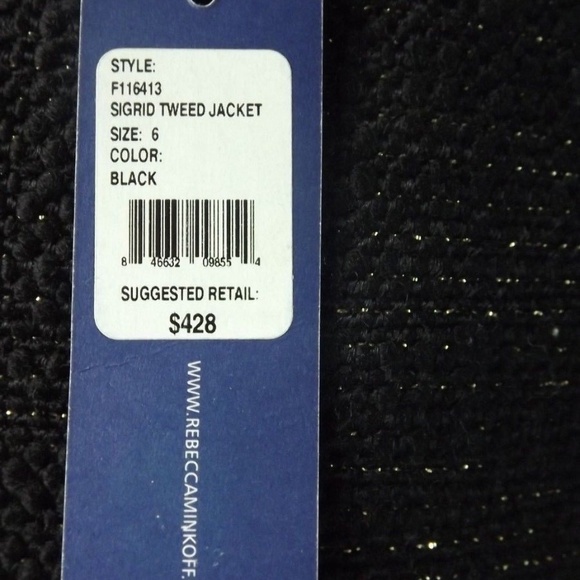 STYLE:
F116413
SIGRID TWEED JACKET
SIZE: 6
COLOR:
BLACK
8 46632 09855 4
SUGGESTED RETAIL:
$428
WWW.REBECCAMINKOFF.